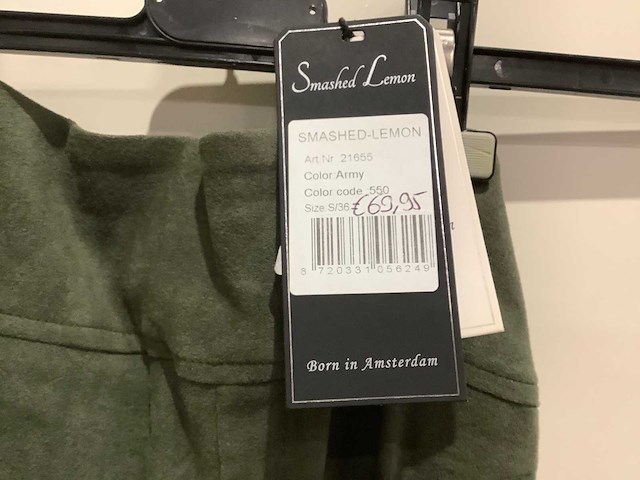 Smashed Lemon
SMASHED-LEMON
Art.Nr. 21655
Color:Army
Color code 550
Size:S/36 €69,95
8 720331 056249
Born in Amsterdam